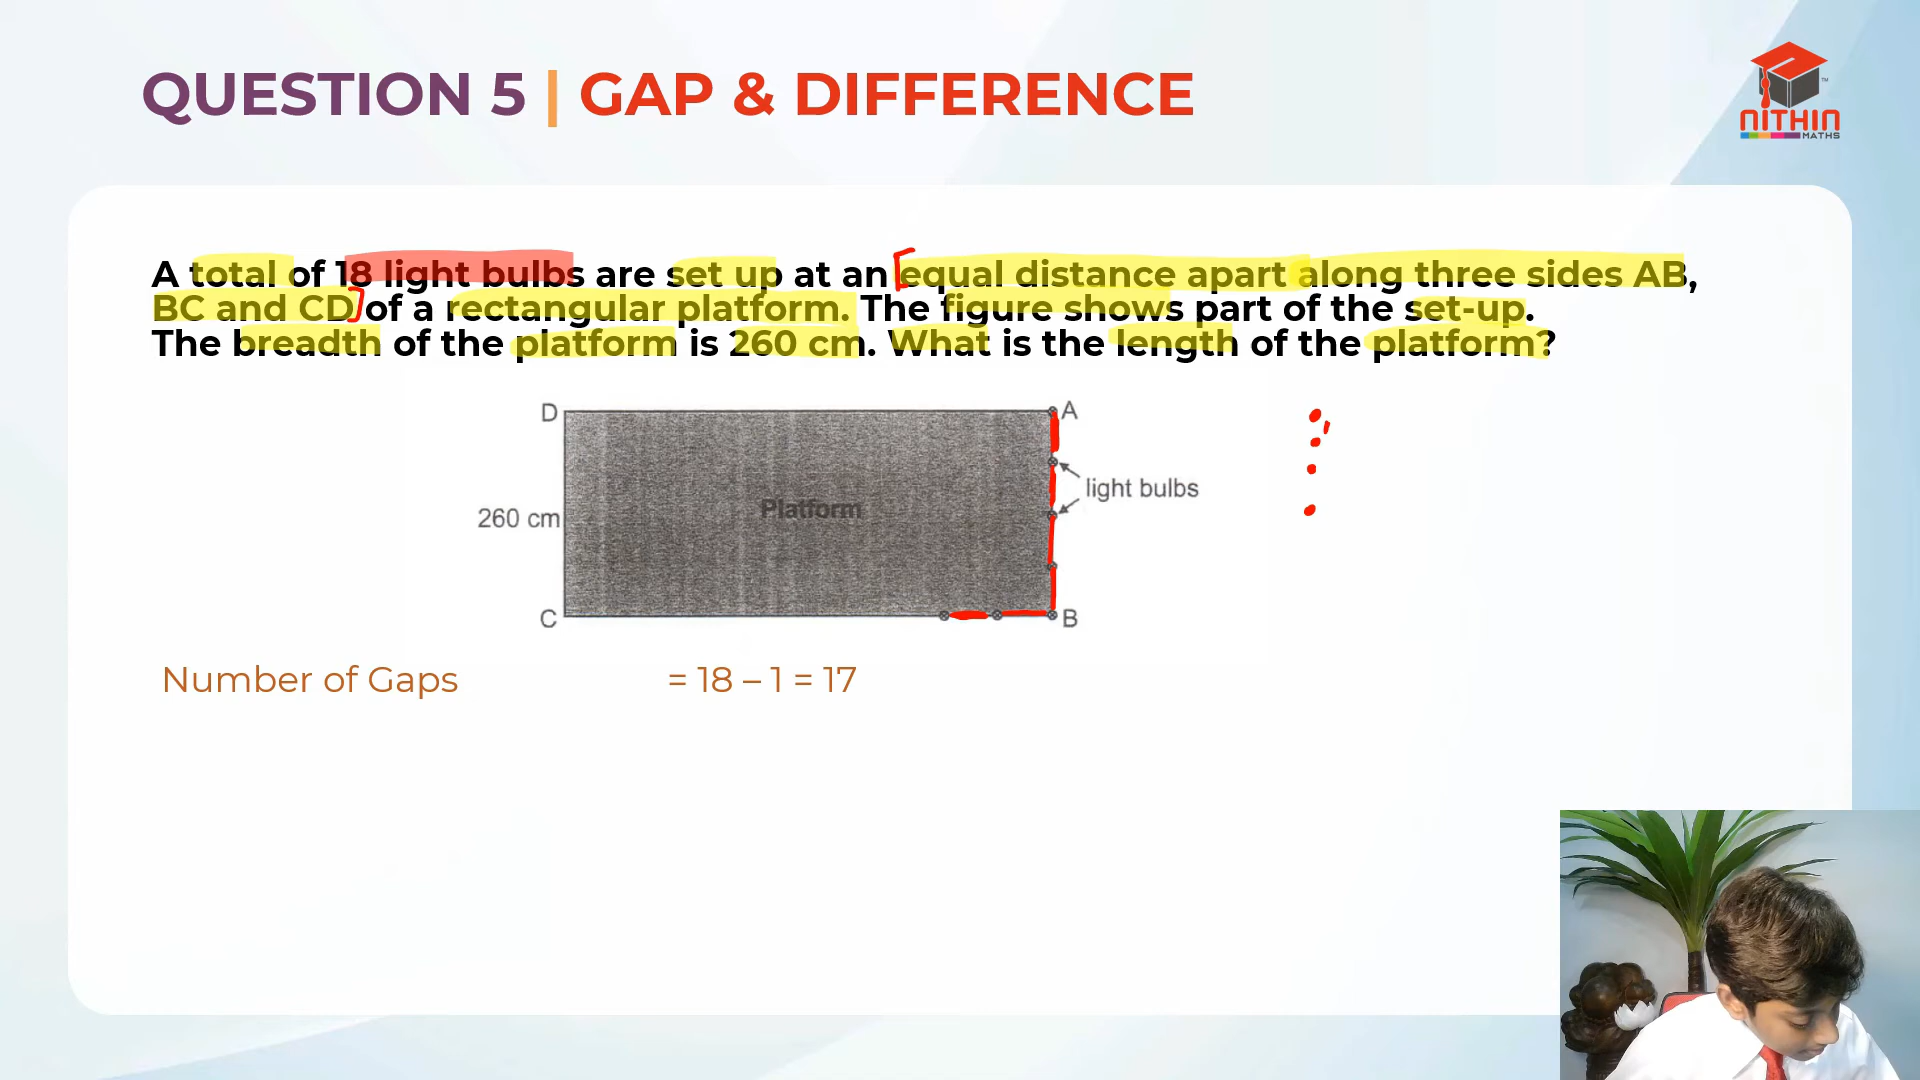 QUESTION 5 | GAP & DIFFERENCE
NITHIN
MATHS
TM
A total of 18 light bulbs are set up at an equal distance apart along three sides AB,
BC and CD of a rectangular platform. The figure shows part of the set-up.
The breadth of the platform is 260 cm. What is the length of the platform?
D
A
light bulbs
Platform
260 cm
C
B
Number of Gaps = 18 – 1 = 17